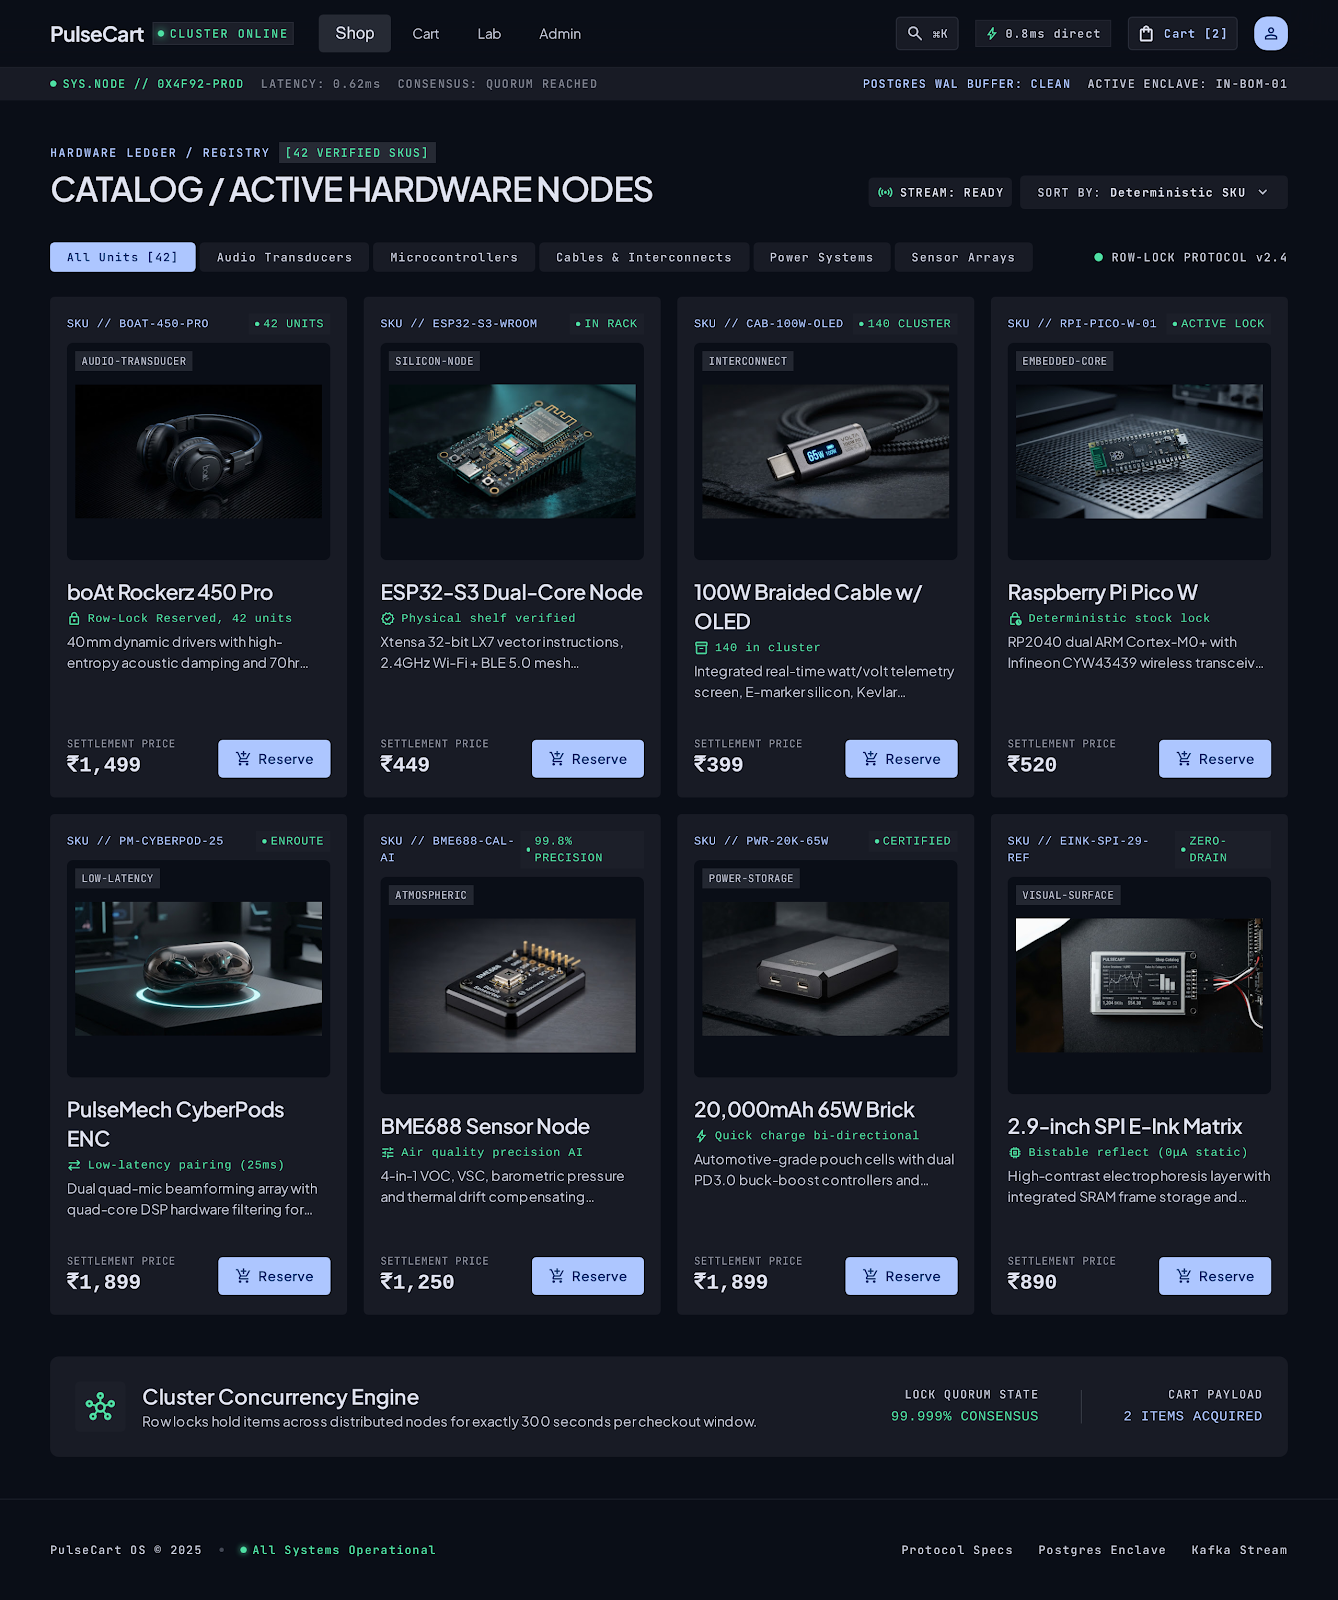 PulseCart
CLUSTER ONLINE
Shop
Cart
Lab
Admin
⌘K
0.8ms direct
Cart [2]
SYS.NODE // 0X4F92-PROD
LATENCY: 0.62ms
CONSENSUS: QUORUM REACHED
POSTGRES WAL BUFFER: CLEAN
ACTIVE ENCLAVE: IN-BOM-01
HARDWARE LEDGER / REGISTRY
[42 VERIFIED SKUS]
CATALOG / ACTIVE HARDWARE NODES
STREAM: READY
SORT BY: Deterministic SKU
All Units [42]
Audio Transducers
Microcontrollers
Cables & Interconnects
Power Systems
Sensor Arrays
ROW-LOCK PROTOCOL v2.4
SKU // BOAT-450-PRO
42 UNITS
AUDIO-TRANSDUCER
boAt
boAt Rockerz 450 Pro
Row-Lock Reserved, 42 units
40mm dynamic drivers with high-
entropy acoustic damping and 70hr…
SETTLEMENT PRICE
₹1,499
Reserve
SKU // ESP32-S3-WROOM
IN RACK
SILICON-NODE
ESP32-S3 Dual-Core Node
Physical shelf verified
Xtensa 32-bit LX7 vector instructions,
2.4GHz Wi-Fi + BLE 5.0 mesh…
SETTLEMENT PRICE
₹449
Reserve
SKU // CAB-100W-OLED
140 CLUSTER
INTERCONNECT
65W
100W
VOLTA
100W Braided Cable w/
OLED
140 in cluster
Integrated real-time watt/volt telemetry
screen, E-marker silicon, Kevlar…
SETTLEMENT PRICE
₹399
Reserve
SKU // RPI-PICO-W-01
ACTIVE LOCK
EMBEDDED-CORE
Raspberry Pi Pico W
Deterministic stock lock
RP2040 dual ARM Cortex-M0+ with
Infineon CYW43439 wireless transceiv…
SETTLEMENT PRICE
₹520
Reserve
SKU // PM-CYBERPOD-25
ENROUTE
LOW-LATENCY
PulseMech CyberPods
ENC
Low-latency pairing (25ms)
Dual quad-mic beamforming array with
quad-core DSP hardware filtering for…
SETTLEMENT PRICE
₹1,899
Reserve
SKU // BME688-CAL-
AI
99.8%
PRECISION
ATMOSPHERIC
BME688
BME688 Sensor Node
Air quality precision AI
4-in-1 VOC, VSC, barometric pressure
and thermal drift compensating…
SETTLEMENT PRICE
₹1,250
Reserve
SKU // PWR-20K-65W
CERTIFIED
POWER-STORAGE
20,000mAh 65W Brick
Quick charge bi-directional
Automotive-grade pouch cells with dual
PD3.0 buck-boost controllers and…
SETTLEMENT PRICE
₹1,899
Reserve
SKU // EINK-SPI-29-
REF
ZERO-
DRAIN
VISUAL-SURFACE
PULSECART
Shop Catalog
Stable
2.9-inch SPI E-Ink Matrix
Bistable reflect (0µA static)
High-contrast electrophoresis layer with
integrated SRAM frame storage and…
SETTLEMENT PRICE
₹890
Reserve
Cluster Concurrency Engine
Row locks hold items across distributed nodes for exactly 300 seconds per checkout window.
LOCK QUORUM STATE
99.999% CONSENSUS
CART PAYLOAD
2 ITEMS ACQUIRED
PulseCart OS © 2025
All Systems Operational
Protocol Specs
Postgres Enclave
Kafka Stream